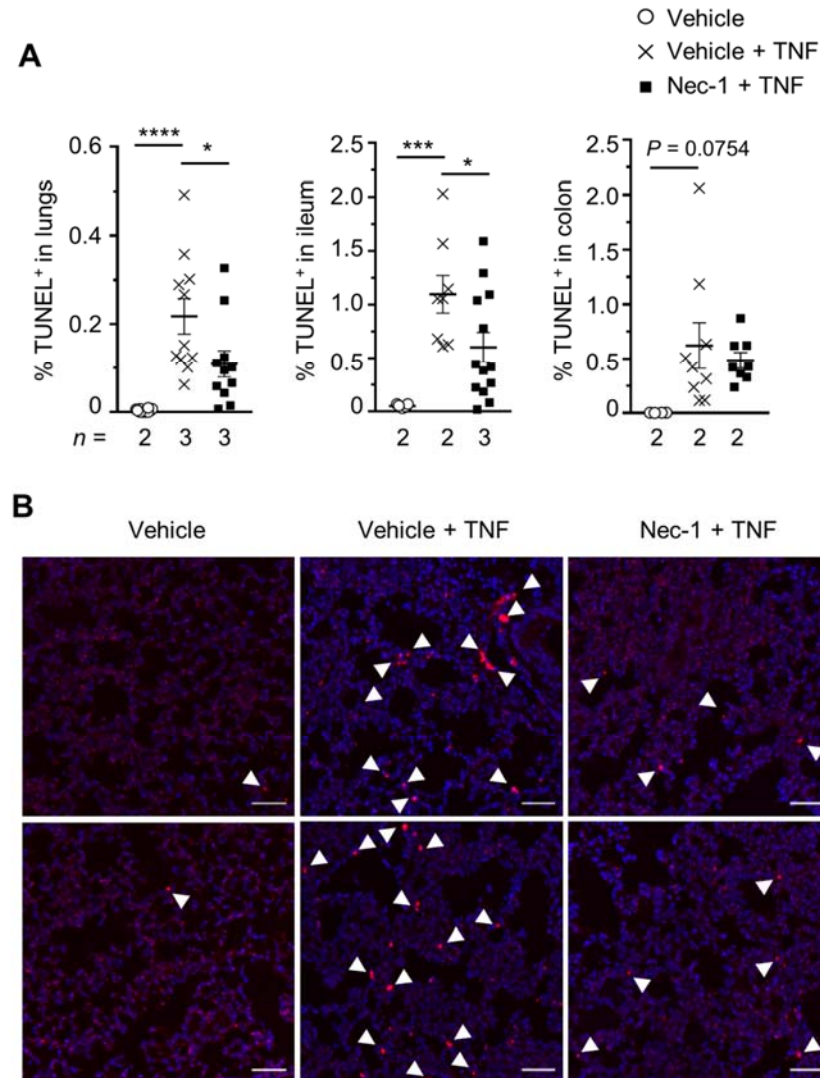 Vehicle
A
Vehicle + TNF
Nec-1 + TNF
**** *
*** *
P = 0.0754
% TUNEL⁺ in lungs
0.6
0.4
0.2
0
% TUNEL⁺ in ileum
2.5
2.0
1.5
1.0
0.5
0
% TUNEL⁺ in colon
2.5
2.0
1.5
1.0
0.5
0
n = 2 3 3 2 2 3 2 2 2
B
Vehicle Vehicle + TNF Nec-1 + TNF